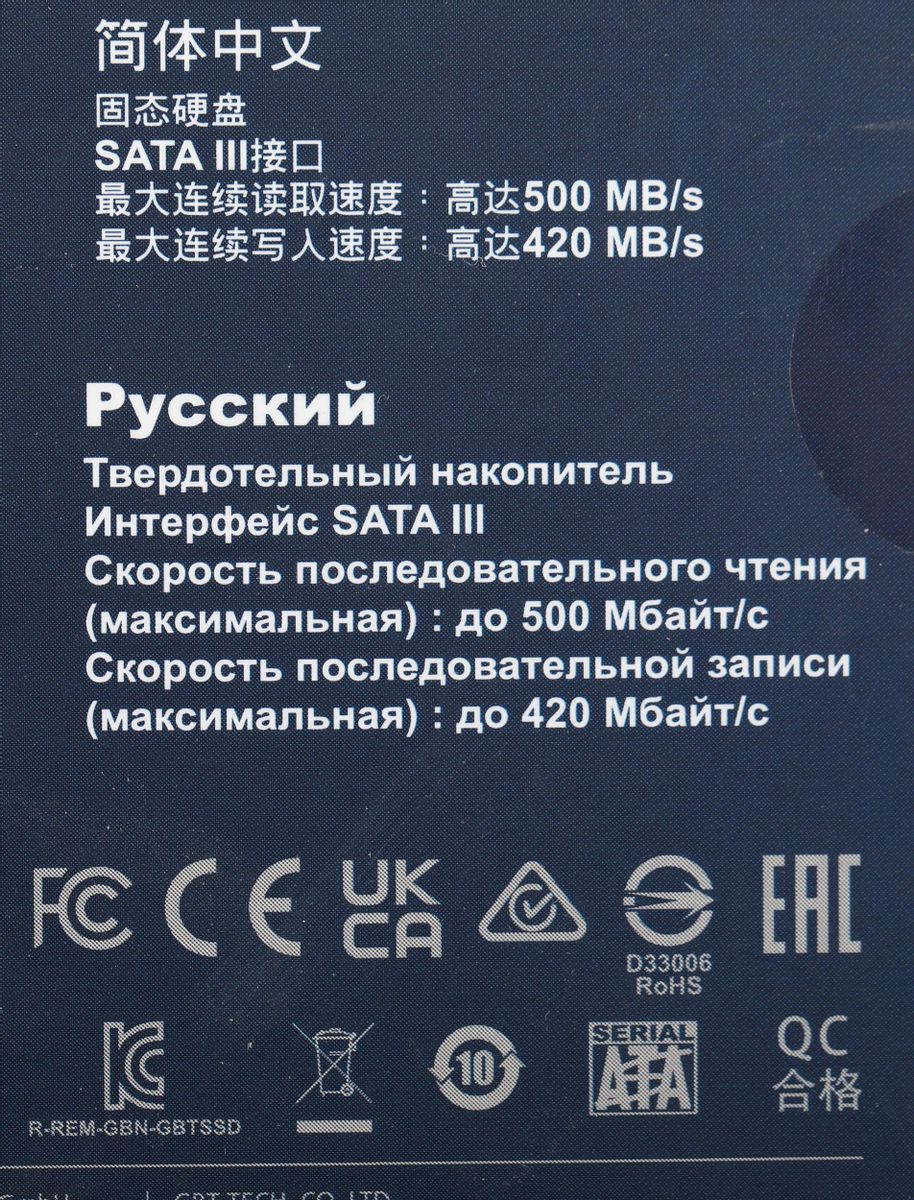 简体中文
固态硬盘
SATA III接口
最大连续读取速度：高达500 MB/s
最大连续写入速度：高达420 MB/s
Русский
Твердотельный накопитель
Интерфейс SATA III
Скорость последовательного чтения
(максимальная) : до 500 Мбайт/с
Скорость последовательной записи
(максимальная) : до 420 Мбайт/с
FC CE UK CA EAC
D33006
RoHS
10 SERIAL ATA QC
合格
R-REM-GBN-GBTSSD
GPT TECH. CO. LTD